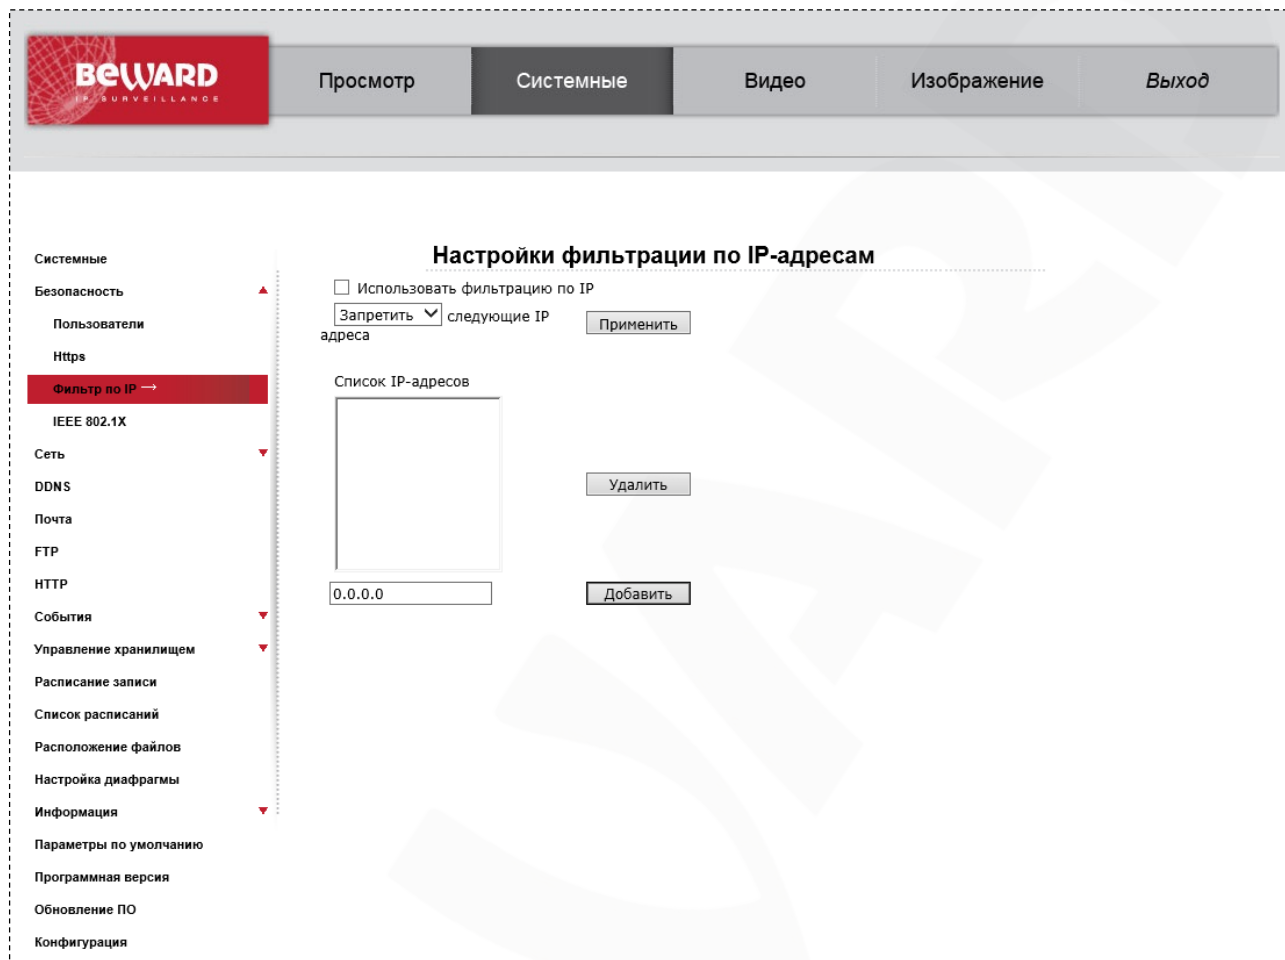 BEWARD
IP SURVEILLANCE
Просмотр
Системные
Видео
Изображение
Выход
Системные
Безопасность
Пользователи
Https
Фильтр по IP →
IEEE 802.1X
Сеть
DDNS
Почта
FTP
HTTP
События
Управление хранилищем
Расписание записи
Список расписаний
Расположение файлов
Настройка диафрагмы
Информация
Параметры по умолчанию
Программная версия
Обновление ПО
Конфигурация
Настройки фильтрации по IP-адресам
Использовать фильтрацию по IP
Запретить следующие IP
адреса
Применить
Список IP-адресов
Удалить
0.0.0.0
Добавить